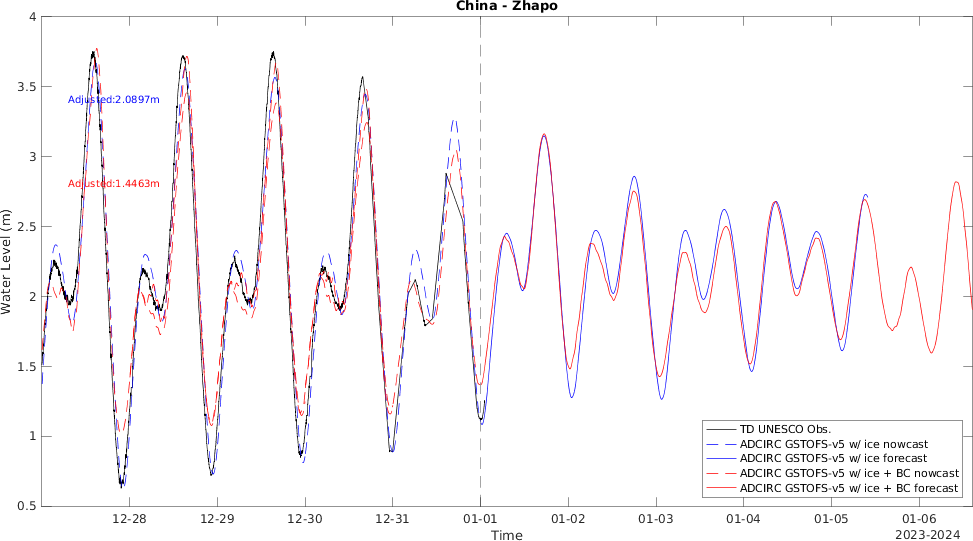 China - Zhapo
4
3.5
3
2.5
2
1.5
1
0.5
Water Level (m)
Adjusted:2.0897m
Adjusted:1.4463m
TD UNESCO Obs.
ADCIRC GSTOFS-v5 w/ ice nowcast
ADCIRC GSTOFS-v5 w/ ice forecast
ADCIRC GSTOFS-v5 w/ ice + BC nowcast
ADCIRC GSTOFS-v5 w/ ice + BC forecast
12-28 12-29 12-30 12-31 01-01 01-02 01-03 01-04 01-05 01-06
Time
2023-2024